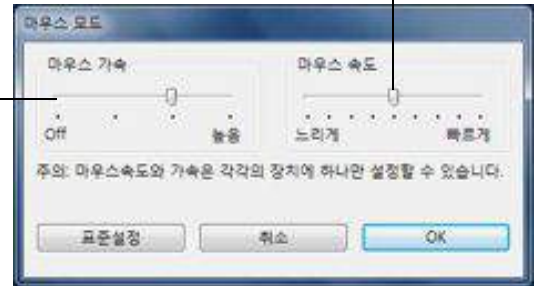 마우스 모드
마우스 가속
마우스 속도
Off
높음
느리게
빠르게
주의: 마우스속도와 가속은 각각의 장치에 하나만 설정할 수 있습니다.
표준설정
취소
OK